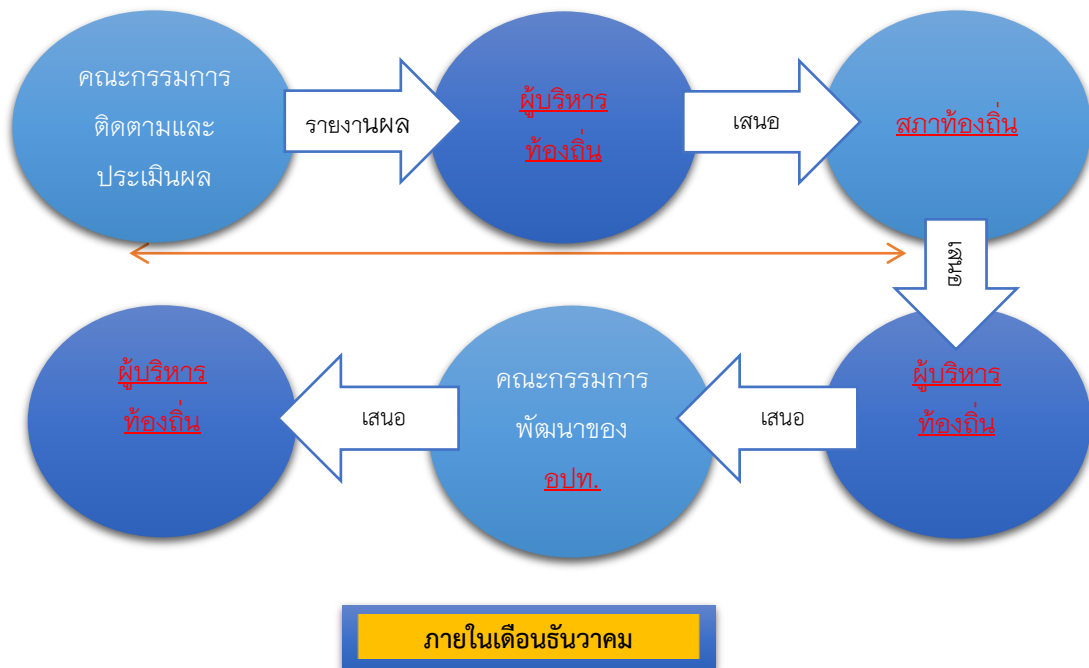 คณะกรรมการ
ติดตามและ
ประเมินผล
รายงานผล
ผู้บริหาร
ท้องถิ่น
เสนอ
สภาท้องถิ่น
เสนอ
ผู้บริหาร
ท้องถิ่น
เสนอ
คณะกรรมการ
พัฒนาของ
อปท.
เสนอ
ผู้บริหาร
ท้องถิ่น
ภายในเดือนธันวาคม